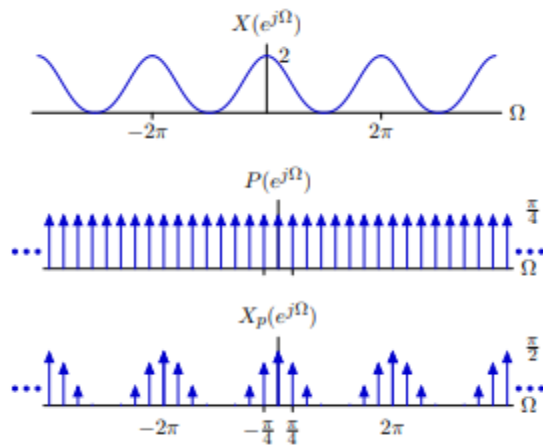 X(e^{jΩ})
2
Ω
−2π 2π
P(e^{jΩ})
π/4
Ω
X_p(e^{jΩ})
π/2
Ω
−2π −π/4 π/4 2π